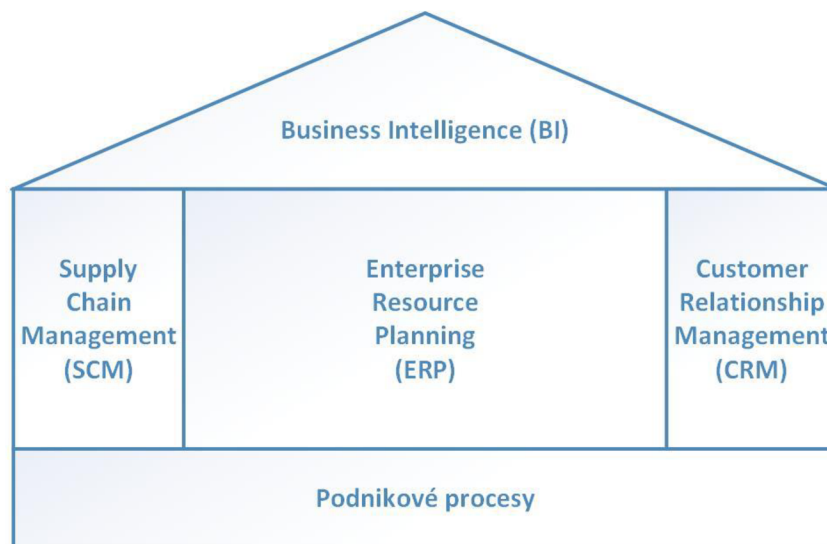 Business Intelligence (BI)
Supply
Chain
Management
(SCM)
Enterprise
Resource
Planning
(ERP)
Customer
Relationship
Management
(CRM)
Podnikové procesy